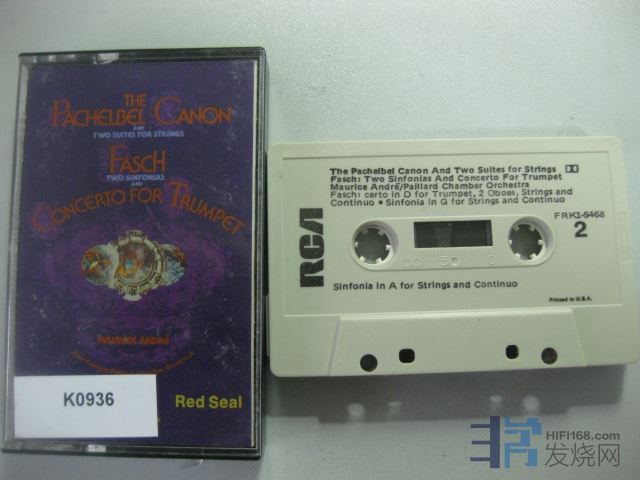 THE
PACHELBEL CANON
AND
TWO SUITES FOR STRINGS
FASCH
TWO SINFONIAS
AND
CONCERTO FOR TRUMPET
MAURICE ANDRÉ
K0936
Red Seal
The Pachelbel Canon And Two Suites for Strings
Fasch: Two Sinfonias And Concerto For Trumpet
Maurice André/Paillard Chamber Orchestra
Fasch: certo in D for Trumpet, 2 Oboes, Strings and
Continuo • Sinfonia in G for Strings and Continuo
FRK1-5468
2
RCA
100 50 0
Sinfonia in A for Strings and Continuo
Printed in U.S.A.
HIFI168.com
发烧网